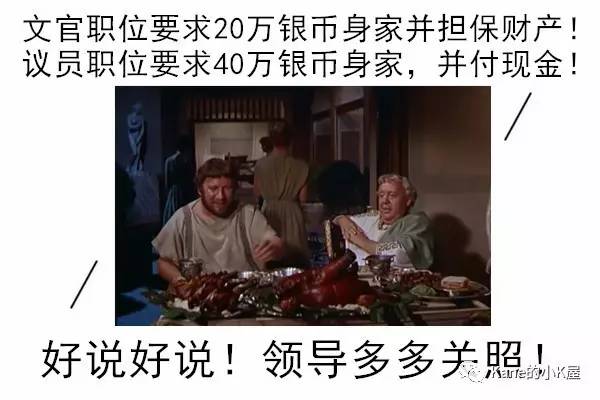 文官职位要求20万银币身家并担保财产！
议员职位要求40万银币身家，并付现金！
好说好说！领导多多关照！
Kane的小K屋